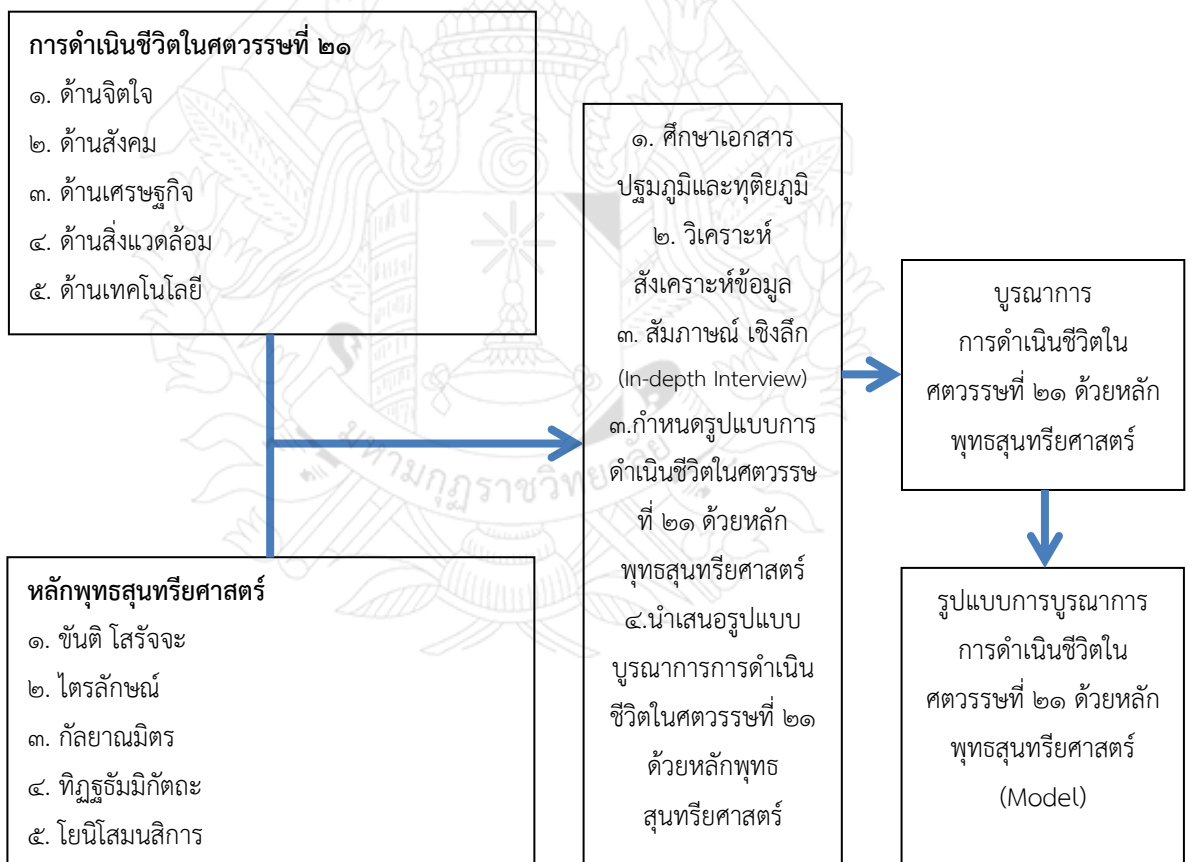 การดำเนินชีวิตในศตวรรษที่ ๒๑
๑. ด้านจิตใจ
๒. ด้านสังคม
๓. ด้านเศรษฐกิจ
๔. ด้านสิ่งแวดล้อม
๕. ด้านเทคโนโลยี
หลักพุทธสุนทรียศาสตร์
๑. ขันติ โสรัจจะ
๒. ไตรลักษณ์
๓. กัลยาณมิตร
๔. ทิฏฐธัมมิกัตถะ
๕. โยนิโสมนสิการ
๑. ศึกษาเอกสาร
ปฐมภูมิและทุติยภูมิ
๒. วิเคราะห์
สังเคราะห์ข้อมูล
๓. สัมภาษณ์ เชิงลึก
(In-depth Interview)
๓.กำหนดรูปแบบการ
ดำเนินชีวิตในศตวรรษ
ที่ ๒๑ ด้วยหลัก
พุทธสุนทรียศาสตร์
๔.นำเสนอรูปแบบ
บูรณาการการดำเนิน
ชีวิตในศตวรรษที่ ๒๑
ด้วยหลักพุทธ
สุนทรียศาสตร์
บูรณาการ
การดำเนินชีวิตใน
ศตวรรษที่ ๒๑ ด้วยหลัก
พุทธสุนทรียศาสตร์
รูปแบบการบูรณาการ
การดำเนินชีวิตใน
ศตวรรษที่ ๒๑ ด้วยหลัก
พุทธสุนทรียศาสตร์
(Model)
มหามกุฏราชวิทยาลัย